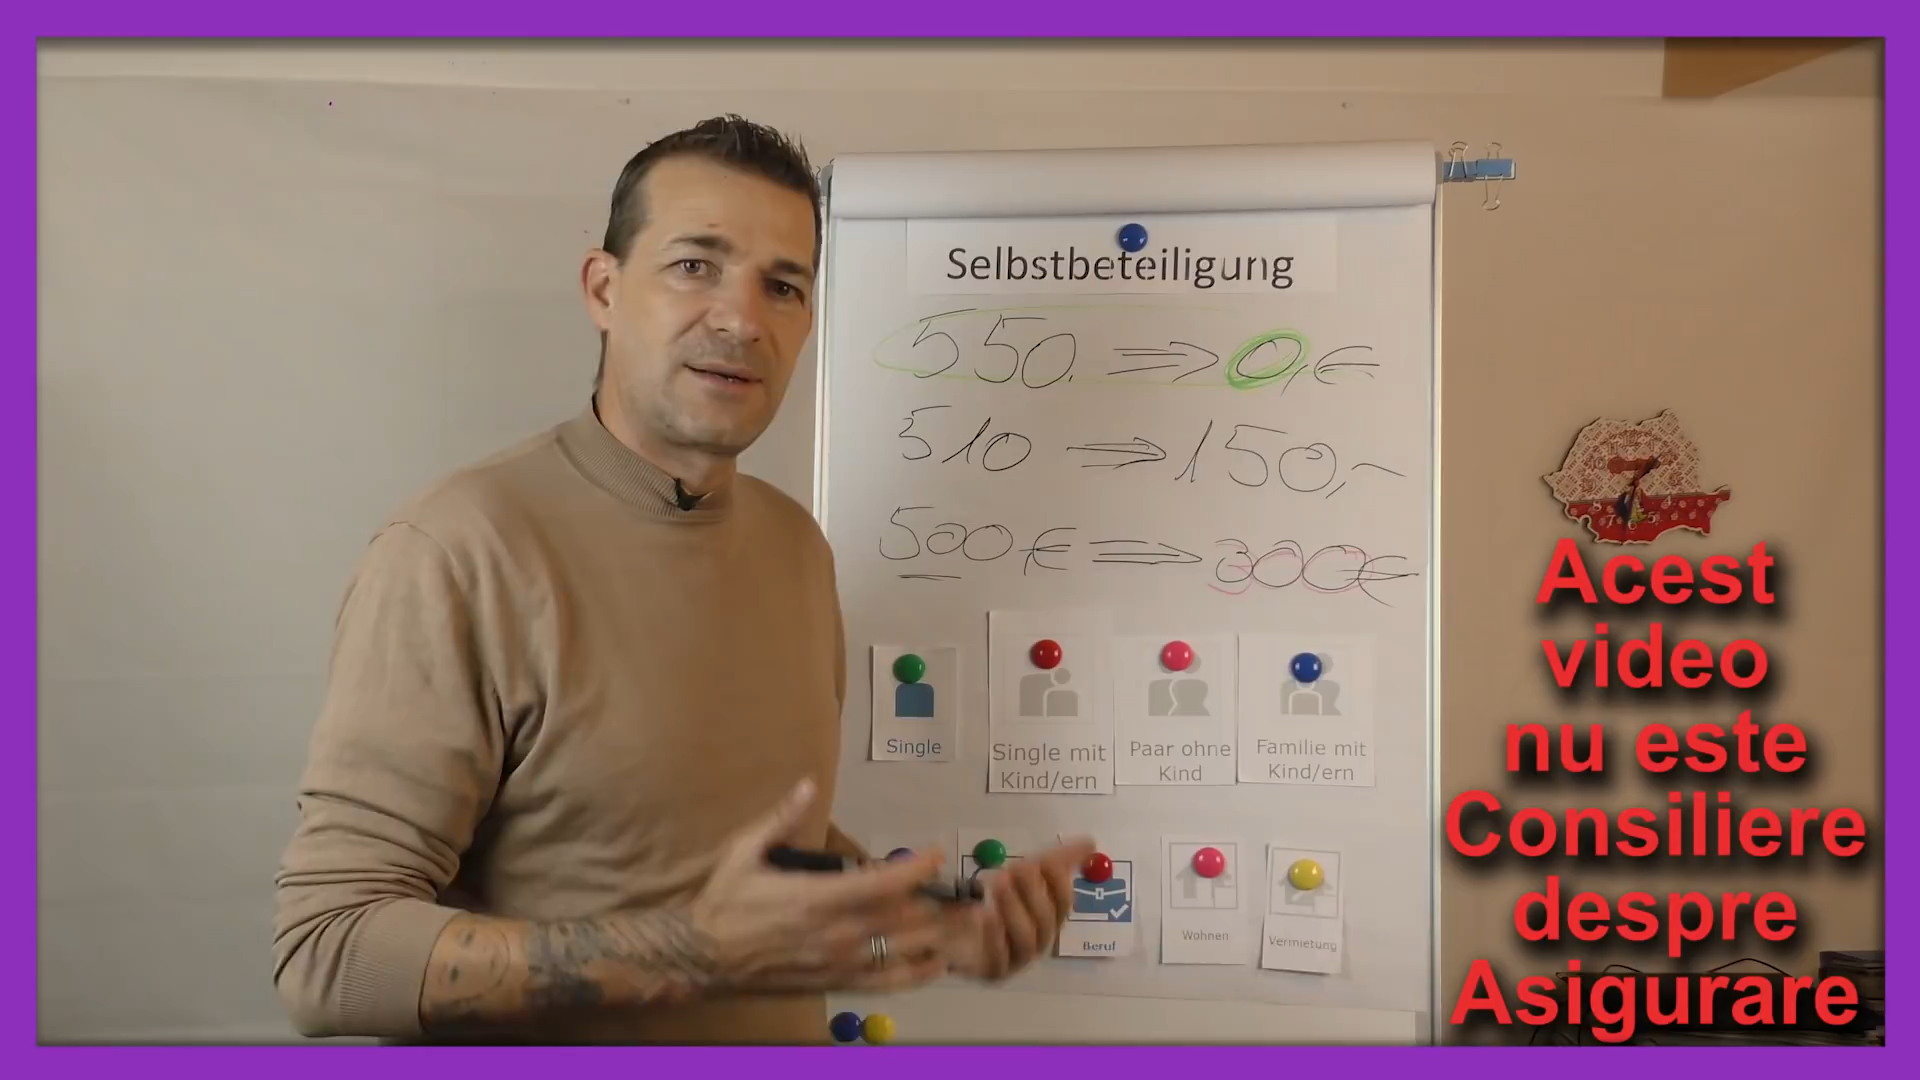 Selbstbeteiligung
550. => 0,€
510 => 150,-
500€ => 300€
Single
Single mit
Kind/ern
Paar ohne
Kind
Familie mit
Kind/ern
Beruf
Wohnen
Vermietung
Acest
video
nu este
Consiliere
despre
Asigurare